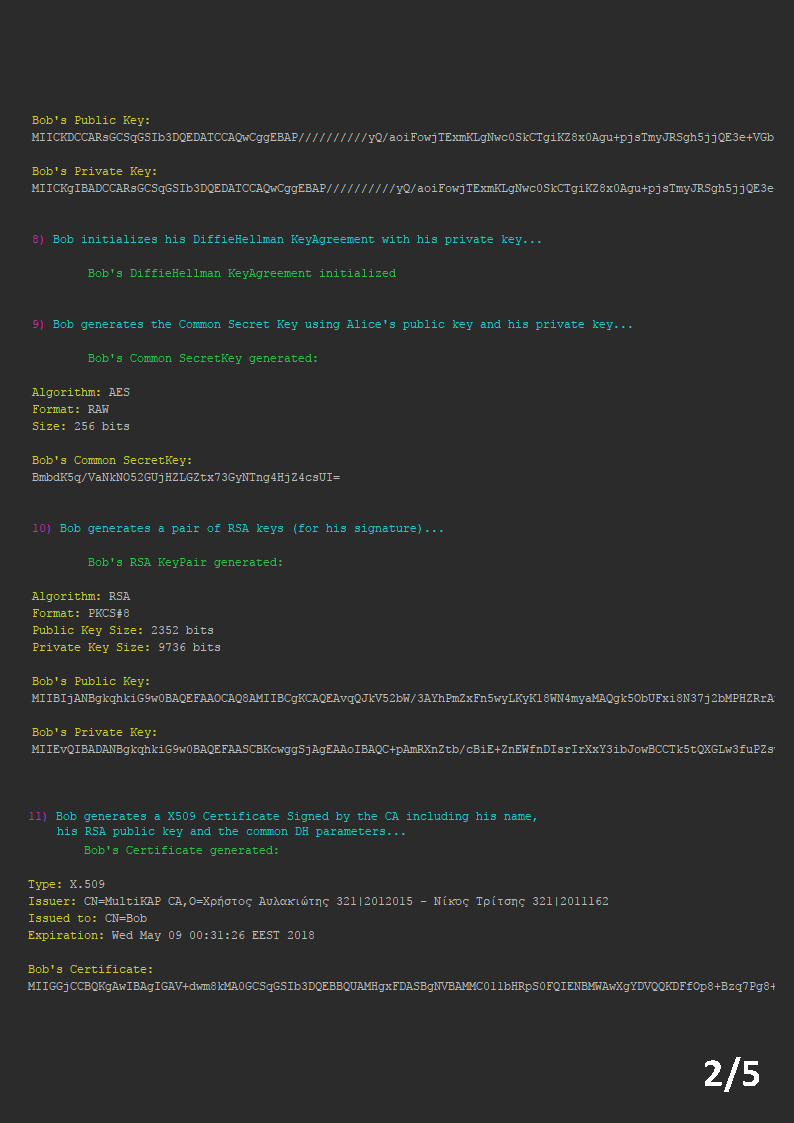 Bob's Public Key:
MIICKDCCARsGCSqGSIb3DQEDATCCAQwCggEBAP//////////yQ/aoiFowjTExmKLgNwc0SkCTgiKZ8x0Agu+pjsTmyJRSgh5jjQE3e+VGb
Bob's Private Key:
MIICKgIBADCCARsGCSqGSIb3DQEDATCCAQwCggEBAP//////////yQ/aoiFowjTExmKLgNwc0SkCTgiKZ8x0Agu+pjsTmyJRSgh5jjQE3e
8) Bob initializes his DiffieHellman KeyAgreement with his private key...
Bob's DiffieHellman KeyAgreement initialized
9) Bob generates the Common Secret Key using Alice's public key and his private key...
Bob's Common SecretKey generated:
Algorithm: AES
Format: RAW
Size: 256 bits
Bob's Common SecretKey:
BmbdK5q/VaNkNO52GUjHZLGZtx73GyNTng4HjZ4csUI=
10) Bob generates a pair of RSA keys (for his signature)...
Bob's RSA KeyPair generated:
Algorithm: RSA
Format: PKCS#8
Public Key Size: 2352 bits
Private Key Size: 9736 bits
Bob's Public Key:
MIIBIjANBgkqhkiG9w0BAQEFAAOCAQ8AMIIBCgKCAQEAvqQJkV52bW/3AYhPmZxFn5wyLKyKl8WN4myaMAQgk5ObUFxi8N37j2bMPHZRrA
Bob's Private Key:
MIIEvQIBADANBgkqhkiG9w0BAQEFAASCBKcwggSjAgEAAoIBAQC+pAmRXnZtb/cBiE+ZnEWfnDIsrIrXxY3ibJowBCCTk5tQXGLw3fuPZs
11) Bob generates a X509 Certificate Signed by the CA including his name,
his RSA public key and the common DH parameters...
Bob's Certificate generated:
Type: X.509
Issuer: CN=MultiKAP CA,O=Χρήστος Αυλακιώτης 321|2012015 - Νίκος Τρίτσης 321|2011162
Issued to: CN=Bob
Expiration: Wed May 09 00:31:26 EEST 2018
Bob's Certificate:
MIIGGjCCBQKgAwIBAgIGAV+dwm8kMA0GCSqGSIb3DQEBBQUAMHgxFDASBgNVBAMMC011bHRpS0FQIENBMWAwXgYDVQQKDFfOp8+Bzq7Pg8+
2/5